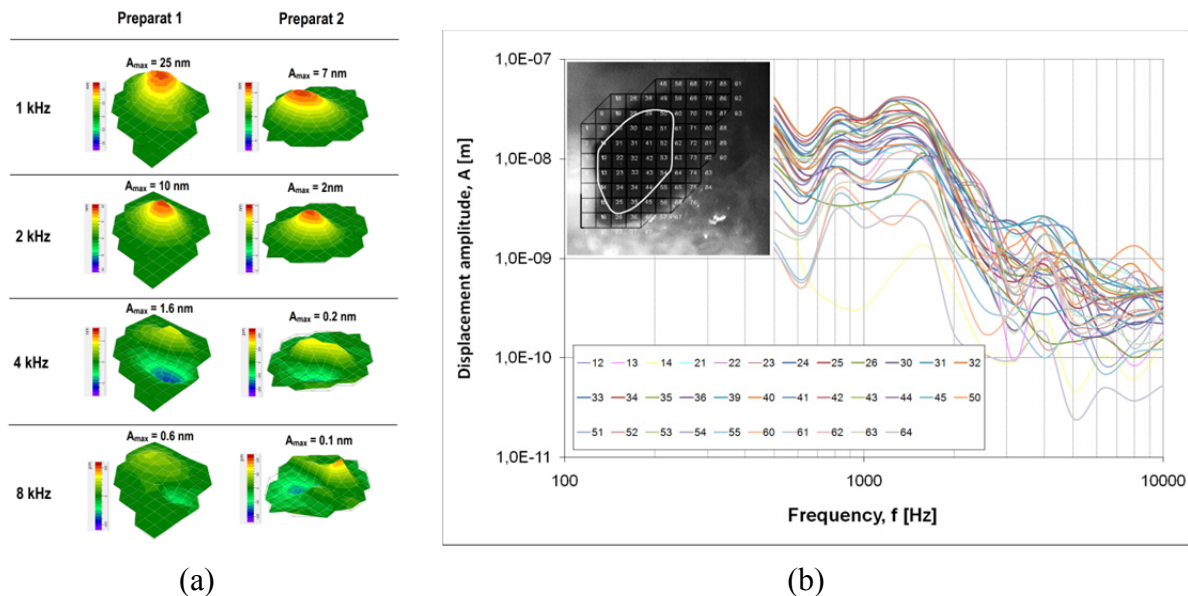 Preparat 1 Preparat 2
1 kHz
Amax = 25 nm Amax = 7 nm
2 kHz
Amax = 10 nm Amax = 2nm
4 kHz
Amax = 1.6 nm Amax = 0.2 nm
8 kHz
Amax = 0.6 nm Amax = 0.1 nm
(a)
Displacement amplitude, A [m]
1,0E-07
1,0E-08
1,0E-09
1,0E-10
1,0E-11
12 13 14 21 22 23 24 25 26 30 31 32
33 34 35 36 39 40 41 42 43 44 45 50
51 52 53 54 55 60 61 62 63 64
100 1000 10000
Frequency, f [Hz]
(b)